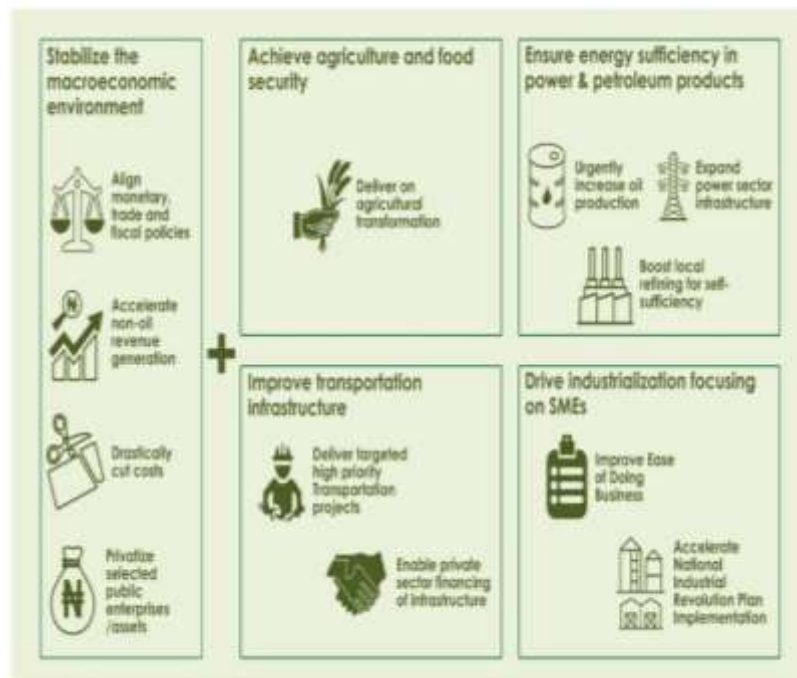 Stabilize the
macroeconomic
environment
Align
monetary,
trade and
fiscal policies
₦
Accelerate
non-oil
revenue
generation
Drastically
cut costs
₦
Privatize
selected
public
enterprises
/assets
+
Achieve agriculture and food
security
Deliver on
agricultural
transformation
Ensure energy sufficiency in
power & petroleum products
Urgently
increase oil
production
Expand
power sector
infrastructure
Boost local
refining for self-
sufficiency
Improve transportation
infrastructure
Deliver targeted
high priority
Transportation
projects
Enable private
sector financing
of infrastructure
Drive industrialization focusing
on SMEs
Improve Ease
of Doing
Business
Accelerate
National
Industrial
Revolution Plan
Implementation